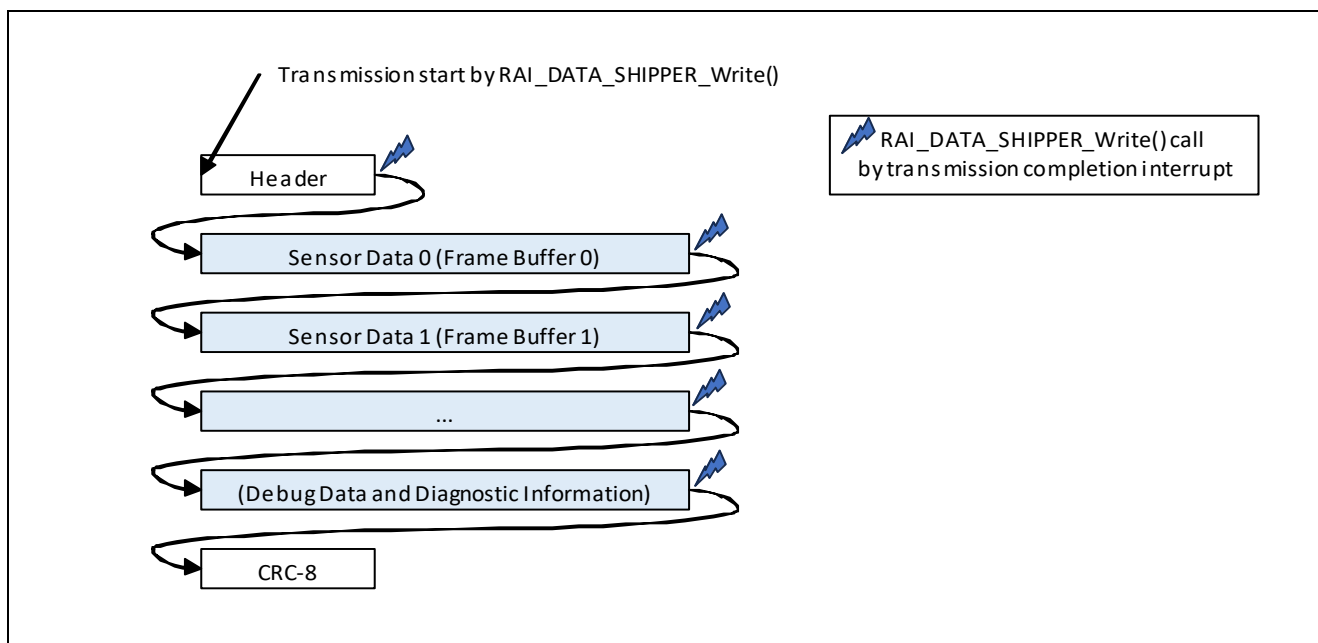 Transmission start by RAI_DATA_SHIPPER_Write()
RAI_DATA_SHIPPER_Write() call
by transmission completion interrupt
Header
Sensor Data 0 (Frame Buffer 0)
Sensor Data 1 (Frame Buffer 1)
...
(Debug Data and Diagnostic Information)
CRC-8